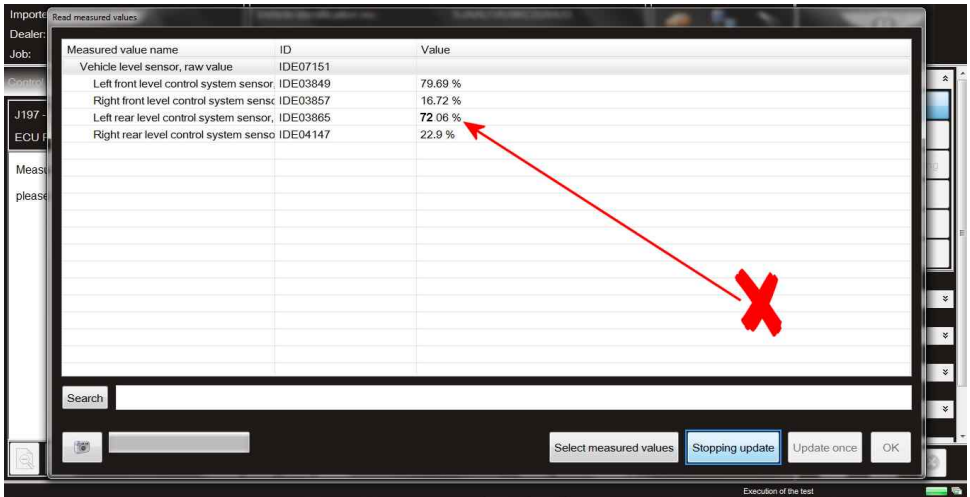 Importe
Read measured values
Dealer:
Job:
Measured value name ID Value
Vehicle level sensor, raw value IDE07151
Left front level control system sensor, IDE03849 79.69 %
Right front level control system sensc IDE03857 16.72 %
Left rear level control system sensor, IDE03865 72.06 %
Right rear level control system senso IDE04147 22.9 %
Control
J197 -
ECU F
Measu
please
Search
Select measured values
Stopping update
Update once
OK
Execution of the test